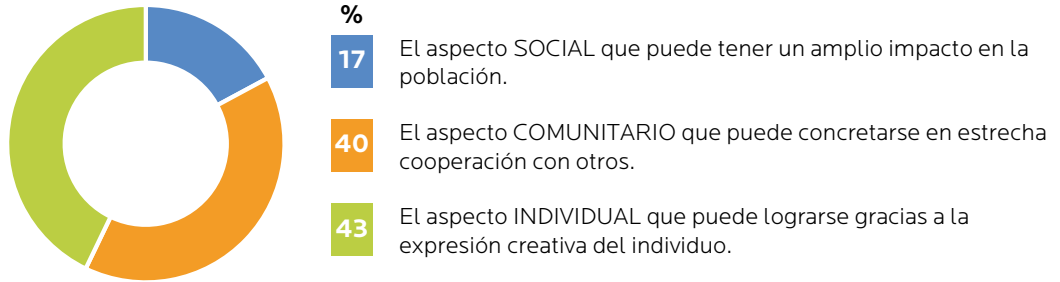 %
17 El aspecto SOCIAL que puede tener un amplio impacto en la
población.
40 El aspecto COMUNITARIO que puede concretarse en estrecha
cooperación con otros.
43 El aspecto INDIVIDUAL que puede lograrse gracias a la
expresión creativa del individuo.